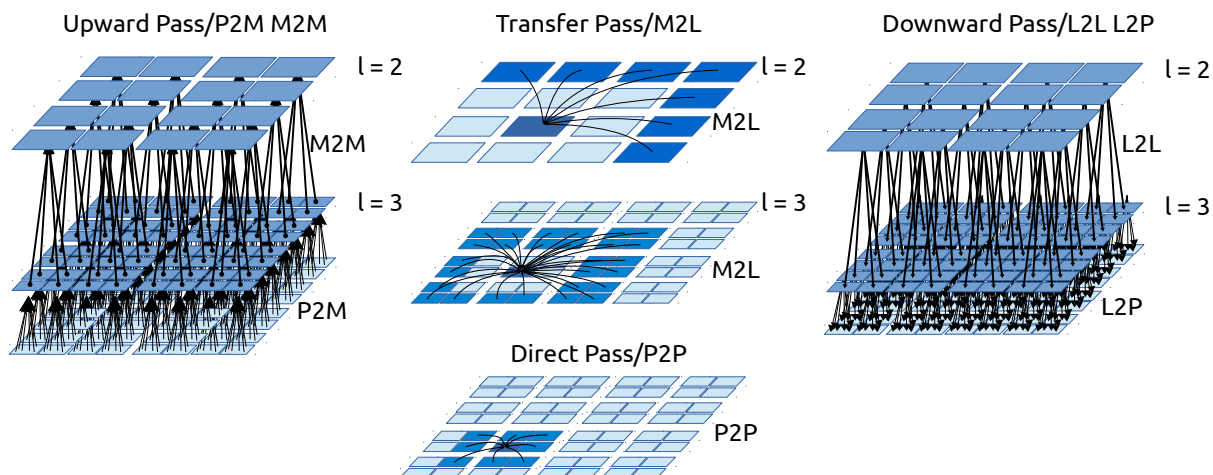 Upward Pass/P2M M2M
l = 2
M2M
l = 3
P2M
Transfer Pass/M2L
l = 2
M2L
l = 3
M2L
Direct Pass/P2P
P2P
Downward Pass/L2L L2P
l = 2
L2L
l = 3
L2P